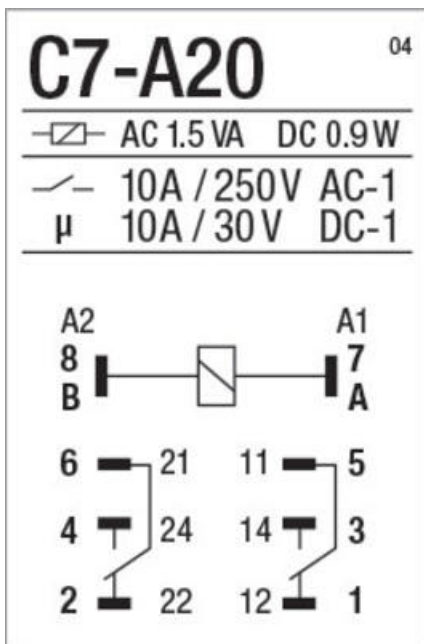 C7-A20 04
AC 1.5 VA DC 0.9 W
10A / 250V AC-1
µ 10A / 30V DC-1
A2 A1
8 7
B A
6 21 11 5
4 24 14 3
2 22 12 1